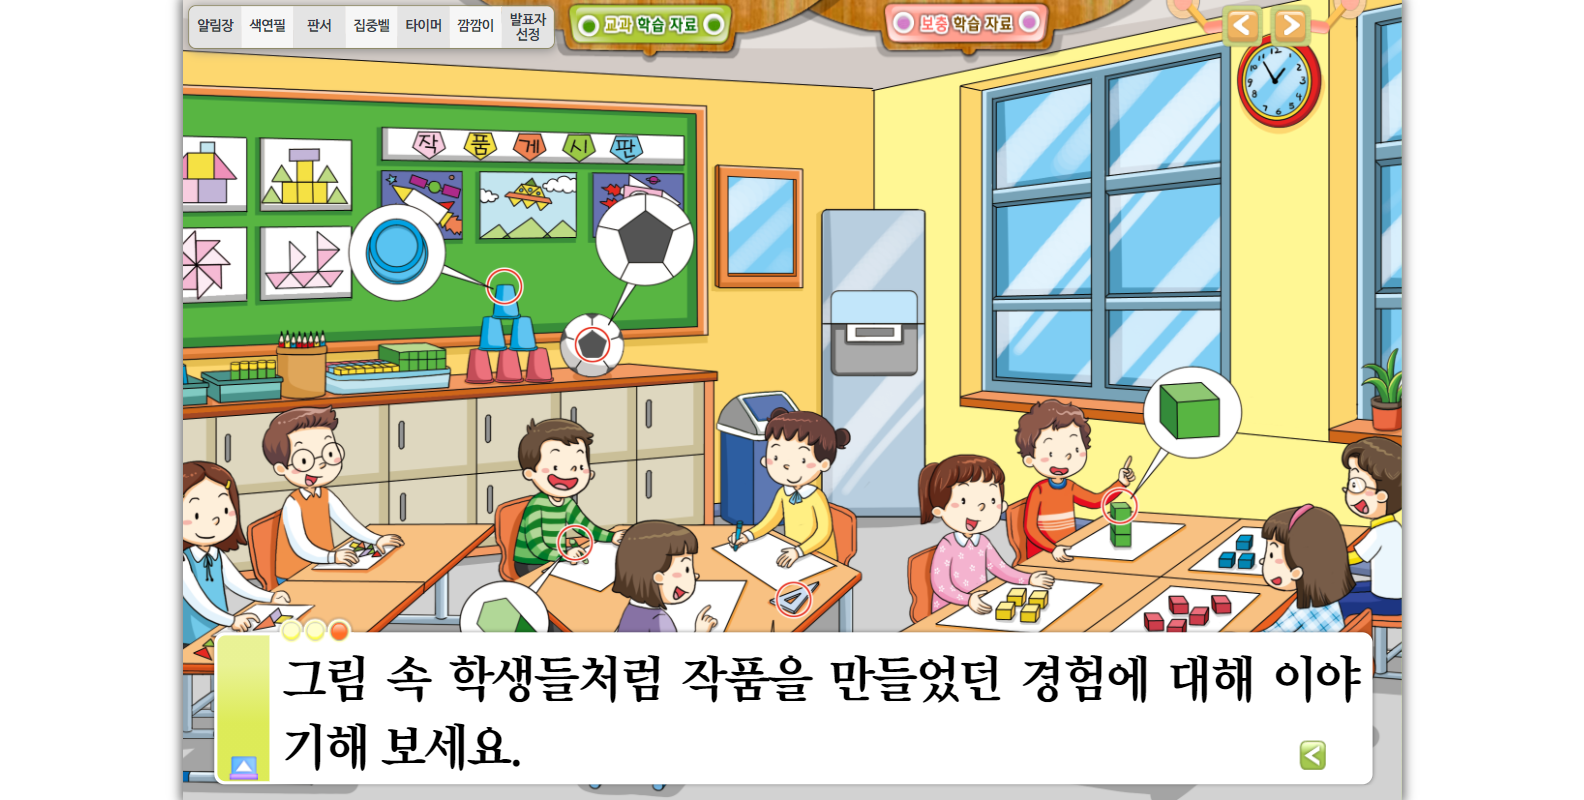 알림장 색연필 판서 집중벨 타이머 깜깜이 발표자
선정
교과 학습 자료
보충 학습 자료
작품게시판
그림 속 학생들처럼 작품을 만들었던 경험에 대해 이야
기해 보세요.